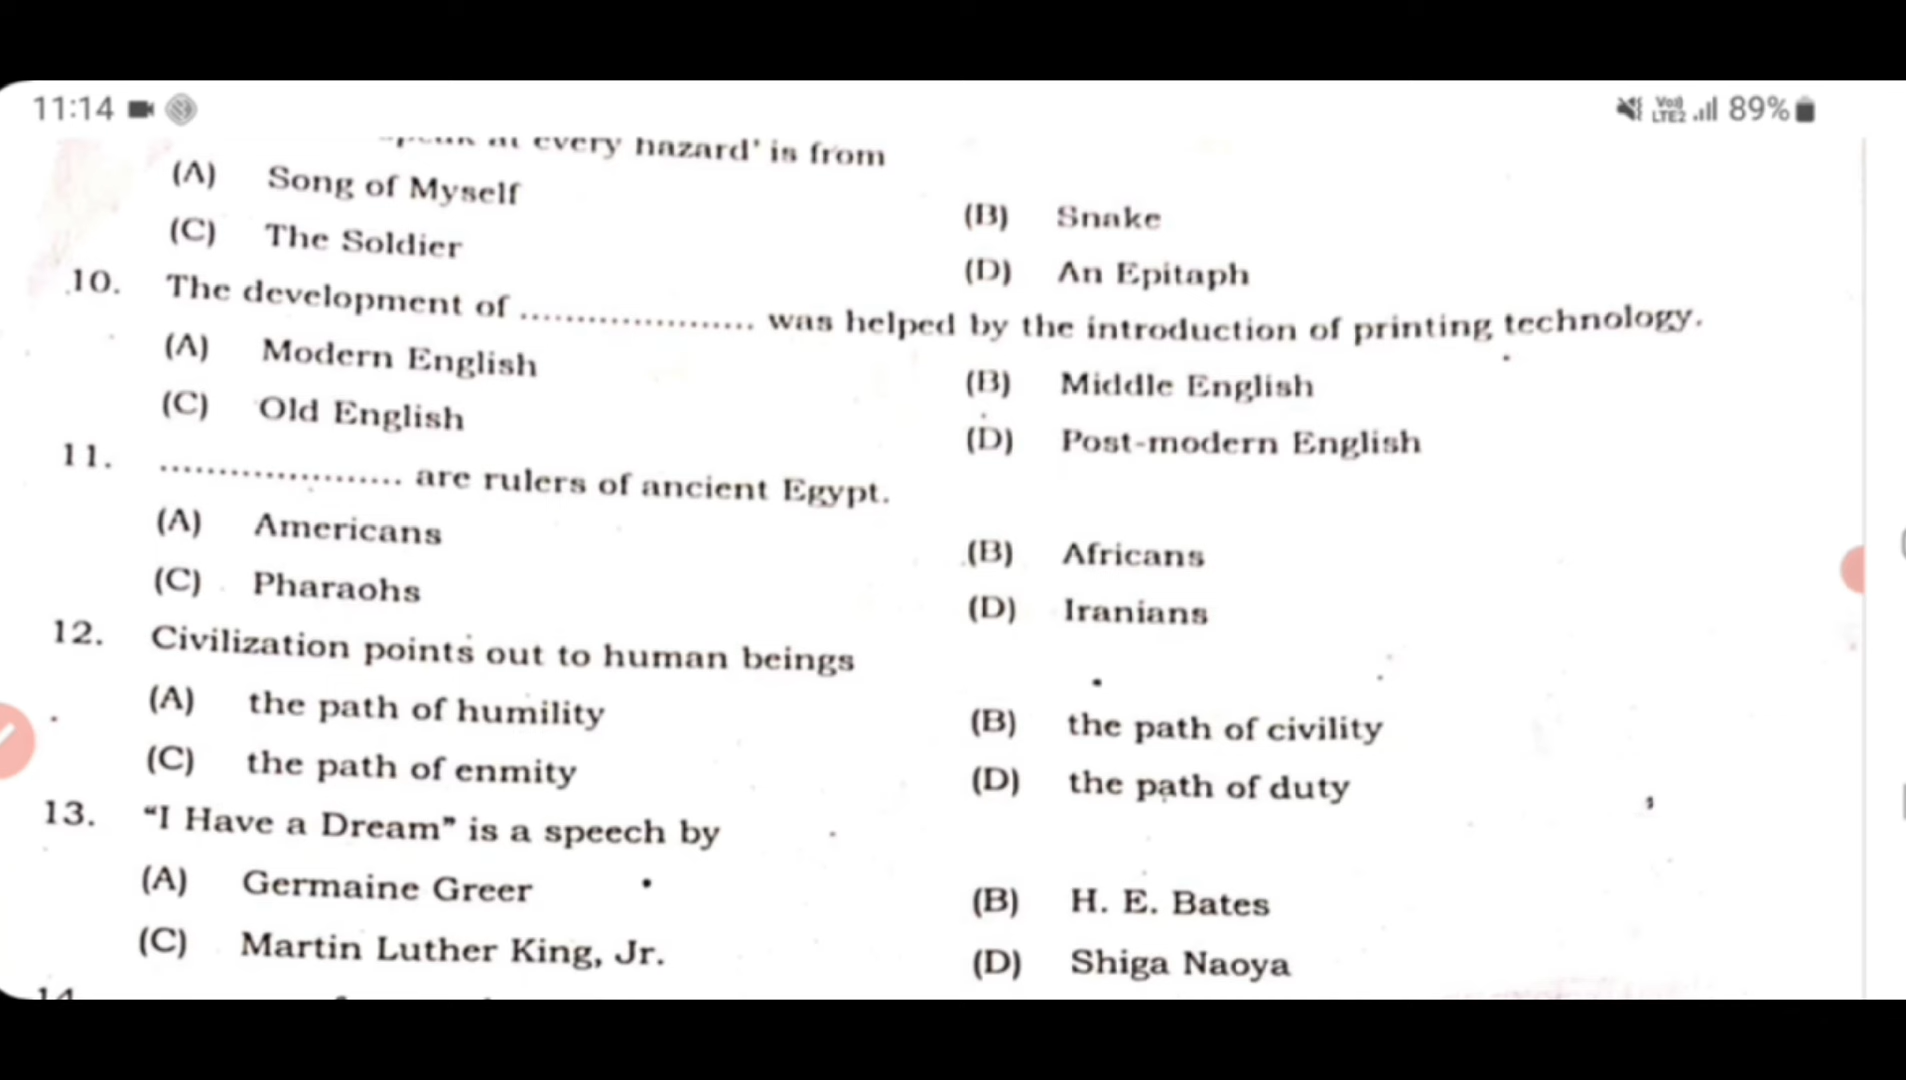 11:14
Vo)) LTE2 89%
at every hazard' is from
(A) Song of Myself
(B) Snake
(C) The Soldier
(D) An Epitaph
10. The development of .................... was helped by the introduction of printing technology.
(A) Modern English
(B) Middle English
(C) Old English
(D) Post-modern English
11. ..................... are rulers of ancient Egypt.
(A) Americans
(B) Africans
(C) Pharaohs
(D) Iranians
12. Civilization points out to human beings
(A) the path of humility
(B) the path of civility
(C) the path of enmity
(D) the path of duty
13. “I Have a Dream” is a speech by
(A) Germaine Greer
(B) H. E. Bates
(C) Martin Luther King, Jr.
(D) Shiga Naoya
14